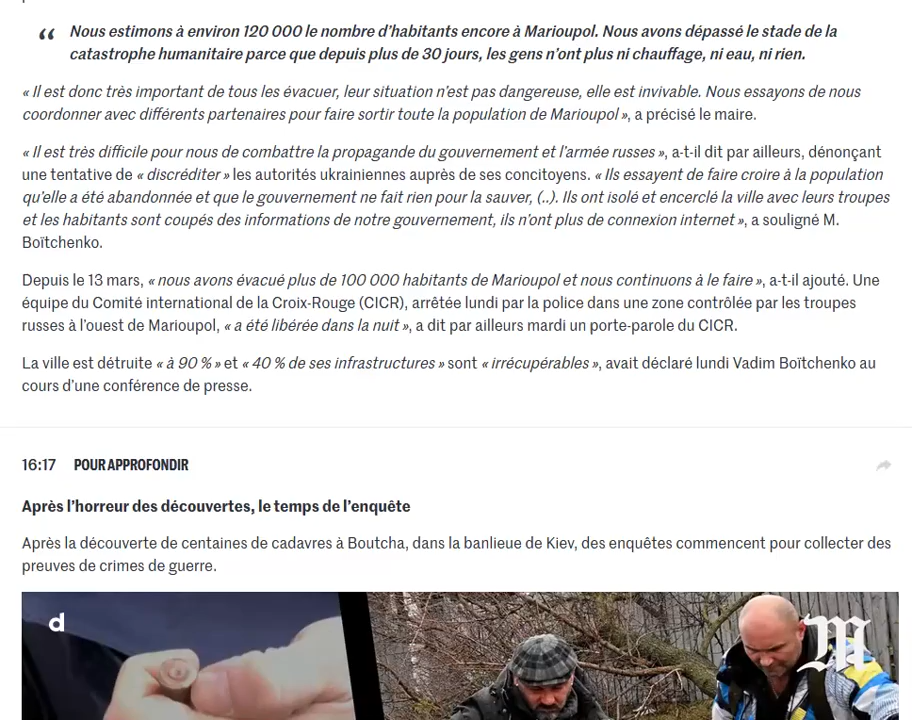 “ Nous estimons à environ 120 000 le nombre d’habitants encore à Marioupol. Nous avons dépassé le stade de la
catastrophe humanitaire parce que depuis plus de 30 jours, les gens n’ont plus ni chauffage, ni eau, ni rien.
« Il est donc très important de tous les évacuer, leur situation n’est pas dangereuse, elle est invivable. Nous essayons de nous
coordonner avec différents partenaires pour faire sortir toute la population de Marioupol », a précisé le maire.
« Il est très difficile pour nous de combattre la propagande du gouvernement et l’armée russes », a-t-il dit par ailleurs, dénonçant
une tentative de « discréditer » les autorités ukrainiennes auprès de ses concitoyens. « Ils essayent de faire croire à la population
qu’elle a été abandonnée et que le gouvernement ne fait rien pour la sauver, (..). Ils ont isolé et encerclé la ville avec leurs troupes
et les habitants sont coupés des informations de notre gouvernement, ils n’ont plus de connexion internet », a souligné M.
Boïtchenko.
Depuis le 13 mars, « nous avons évacué plus de 100 000 habitants de Marioupol et nous continuons à le faire », a-t-il ajouté. Une
équipe du Comité international de la Croix-Rouge (CICR), arrêtée lundi par la police dans une zone contrôlée par les troupes
russes à l’ouest de Marioupol, « a été libérée dans la nuit », a dit par ailleurs mardi un porte-parole du CICR.
La ville est détruite « à 90 % » et « 40 % de ses infrastructures » sont « irrécupérables », avait déclaré lundi Vadim Boïtchenko au
cours d’une conférence de presse.
16:17 POUR APPROFONDIR
Après l’horreur des découvertes, le temps de l’enquête
Après la découverte de centaines de cadavres à Boutcha, dans la banlieue de Kiev, des enquêtes commencent pour collecter des
preuves de crimes de guerre.
d
M